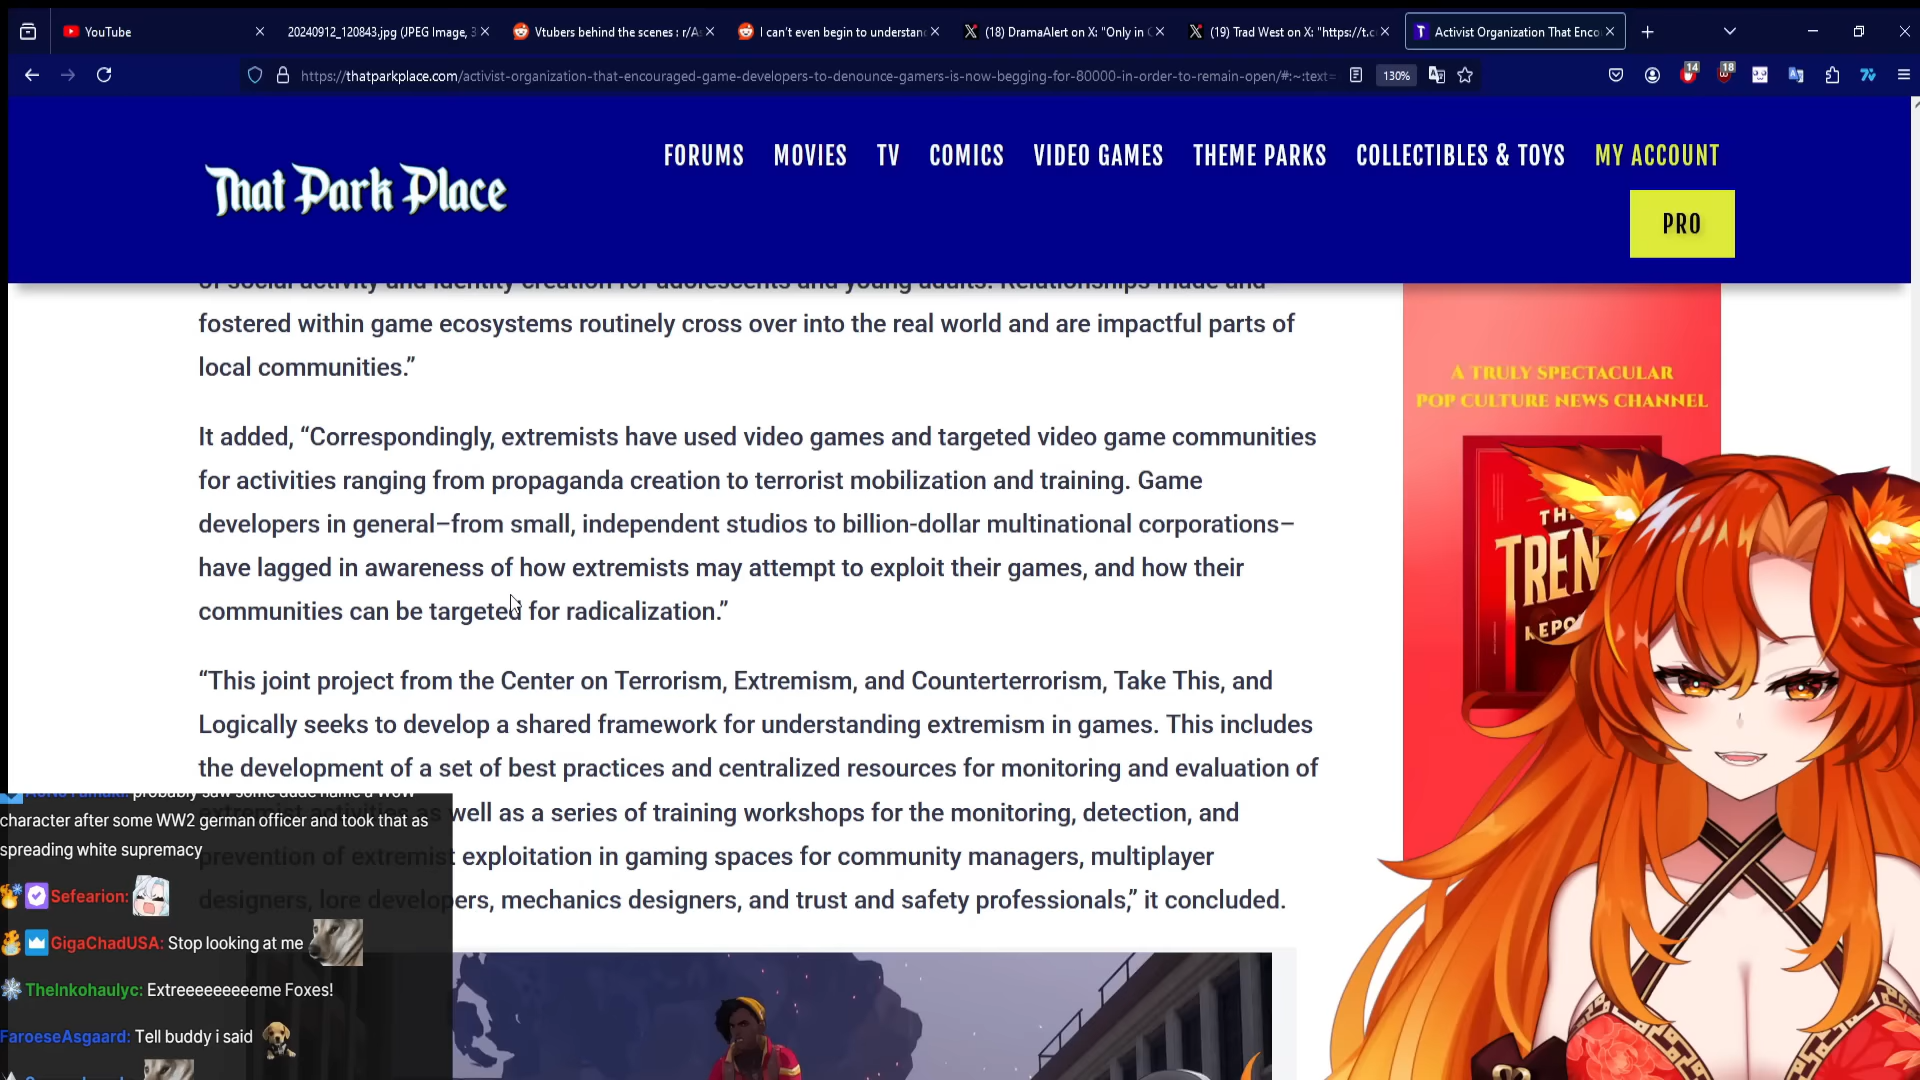 YouTube
20240912_120843.jpg (JPEG Image, 3
Vtubers behind the scenes : r/As
I can't even begin to understand
(18) DramaAlert on X: "Only in
(19) Trad West on X: "https://t.c
Activist Organization That Enco
https://thatparkplace.com/activist-organization-that-encouraged-game-developers-to-denounce-gamers-is-now-begging-for-80000-in-order-to-remain-open/#:~:text=
130%
14
18
That Park Place
FORUMS
MOVIES
TV
COMICS
VIDEO GAMES
THEME PARKS
COLLECTIBLES & TOYS
MY ACCOUNT
PRO
of social activity and identity creation for adolescents and young adults. Relationships made and
fostered within game ecosystems routinely cross over into the real world and are impactful parts of
local communities.”
It added, “Correspondingly, extremists have used video games and targeted video game communities
for activities ranging from propaganda creation to terrorist mobilization and training. Game
developers in general–from small, independent studios to billion-dollar multinational corporations–
have lagged in awareness of how extremists may attempt to exploit their games, and how their
communities can be targeted for radicalization.”
“This joint project from the Center on Terrorism, Extremism, and Counterterrorism, Take This, and
Logically seeks to develop a shared framework for understanding extremism in games. This includes
the development of a set of best practices and centralized resources for monitoring and evaluation of
extremist activities as well as a series of training workshops for the monitoring, detection, and
prevention of extremist exploitation in gaming spaces for community managers, multiplayer
designers, lore developers, mechanics designers, and trust and safety professionals,” it concluded.
A TRULY SPECTACULAR
POP CULTURE NEWS CHANNEL
TH
TREN
REPO
probably saw some dude name a WoW
character after some WW2 german officer and took that as
spreading white supremacy
Sefearion:
GigaChadUSA: Stop looking at me
TheInkohaulyc: Extreeeeeeeeeme Foxes!
FaroeseAsgaard: Tell buddy i said